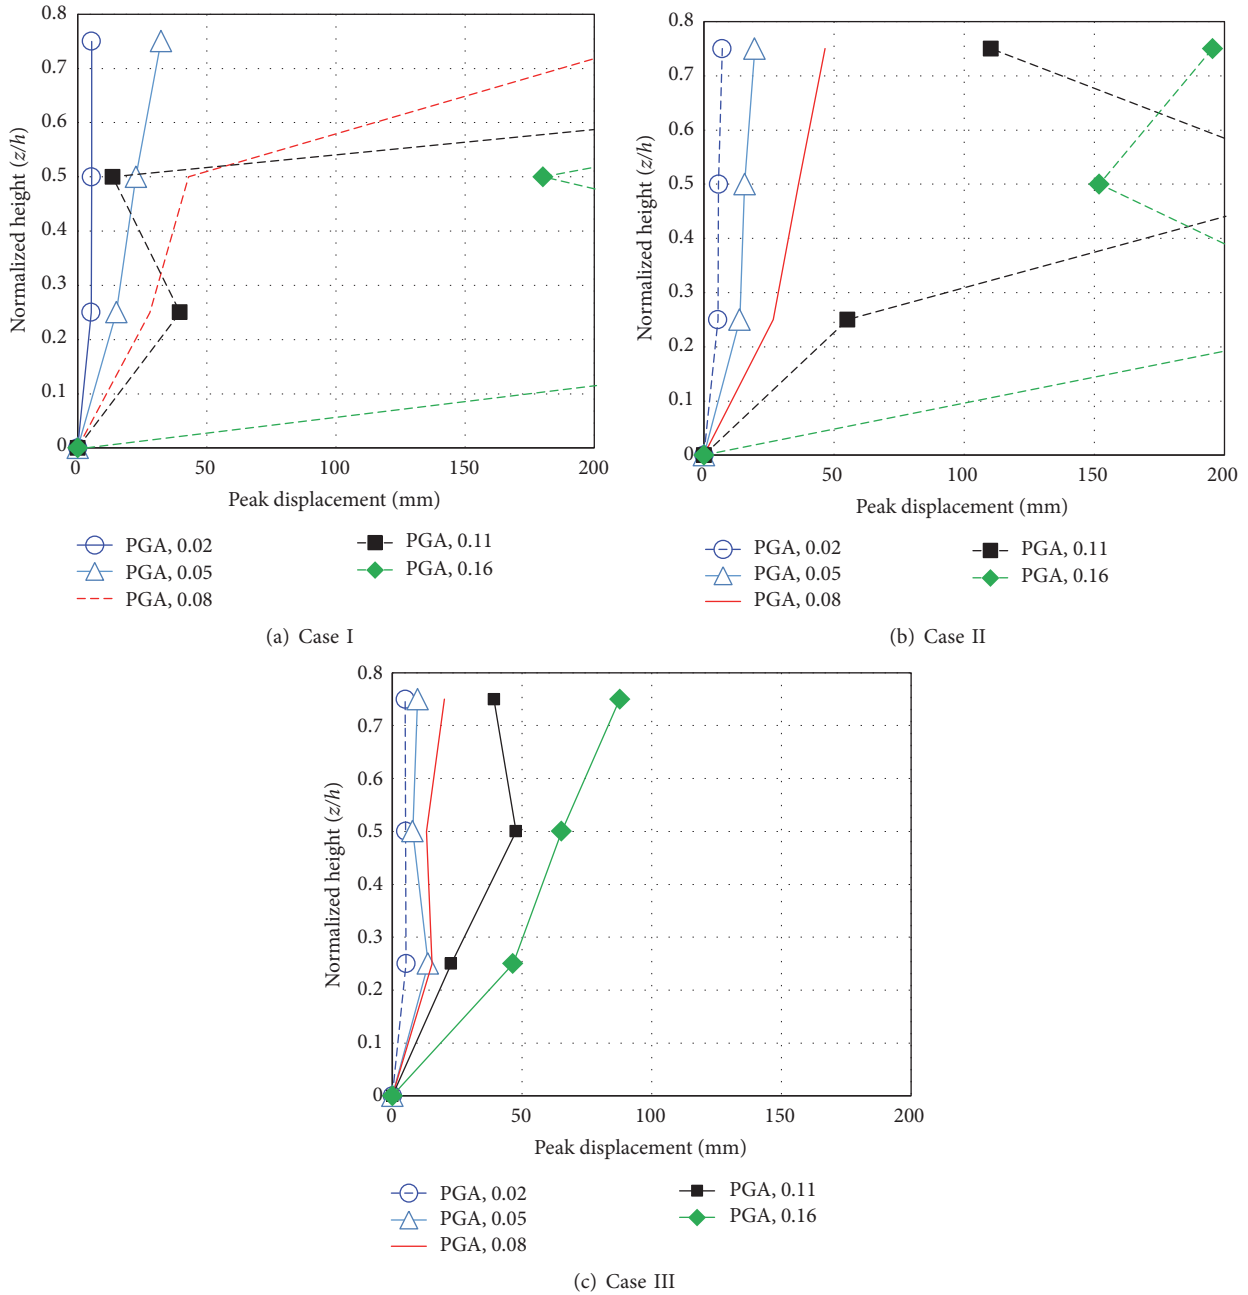 0.8
0.7
0.6
0.5
0.4
0.3
0.2
0.1
0
Normalized height (z/h)
0 50 100 150 200
Peak displacement (mm)
PGA, 0.02
PGA, 0.05
PGA, 0.08
PGA, 0.11
PGA, 0.16
(a) Case I
0.8
0.7
0.6
0.5
0.4
0.3
0.2
0.1
0
Normalized height (z/h)
0 50 100 150 200
Peak displacement (mm)
PGA, 0.02
PGA, 0.05
PGA, 0.08
PGA, 0.11
PGA, 0.16
(b) Case II
0.8
0.7
0.6
0.5
0.4
0.3
0.2
0.1
0
Normalized height (z/h)
0 50 100 150 200
Peak displacement (mm)
PGA, 0.02
PGA, 0.05
PGA, 0.08
PGA, 0.11
PGA, 0.16
(c) Case III